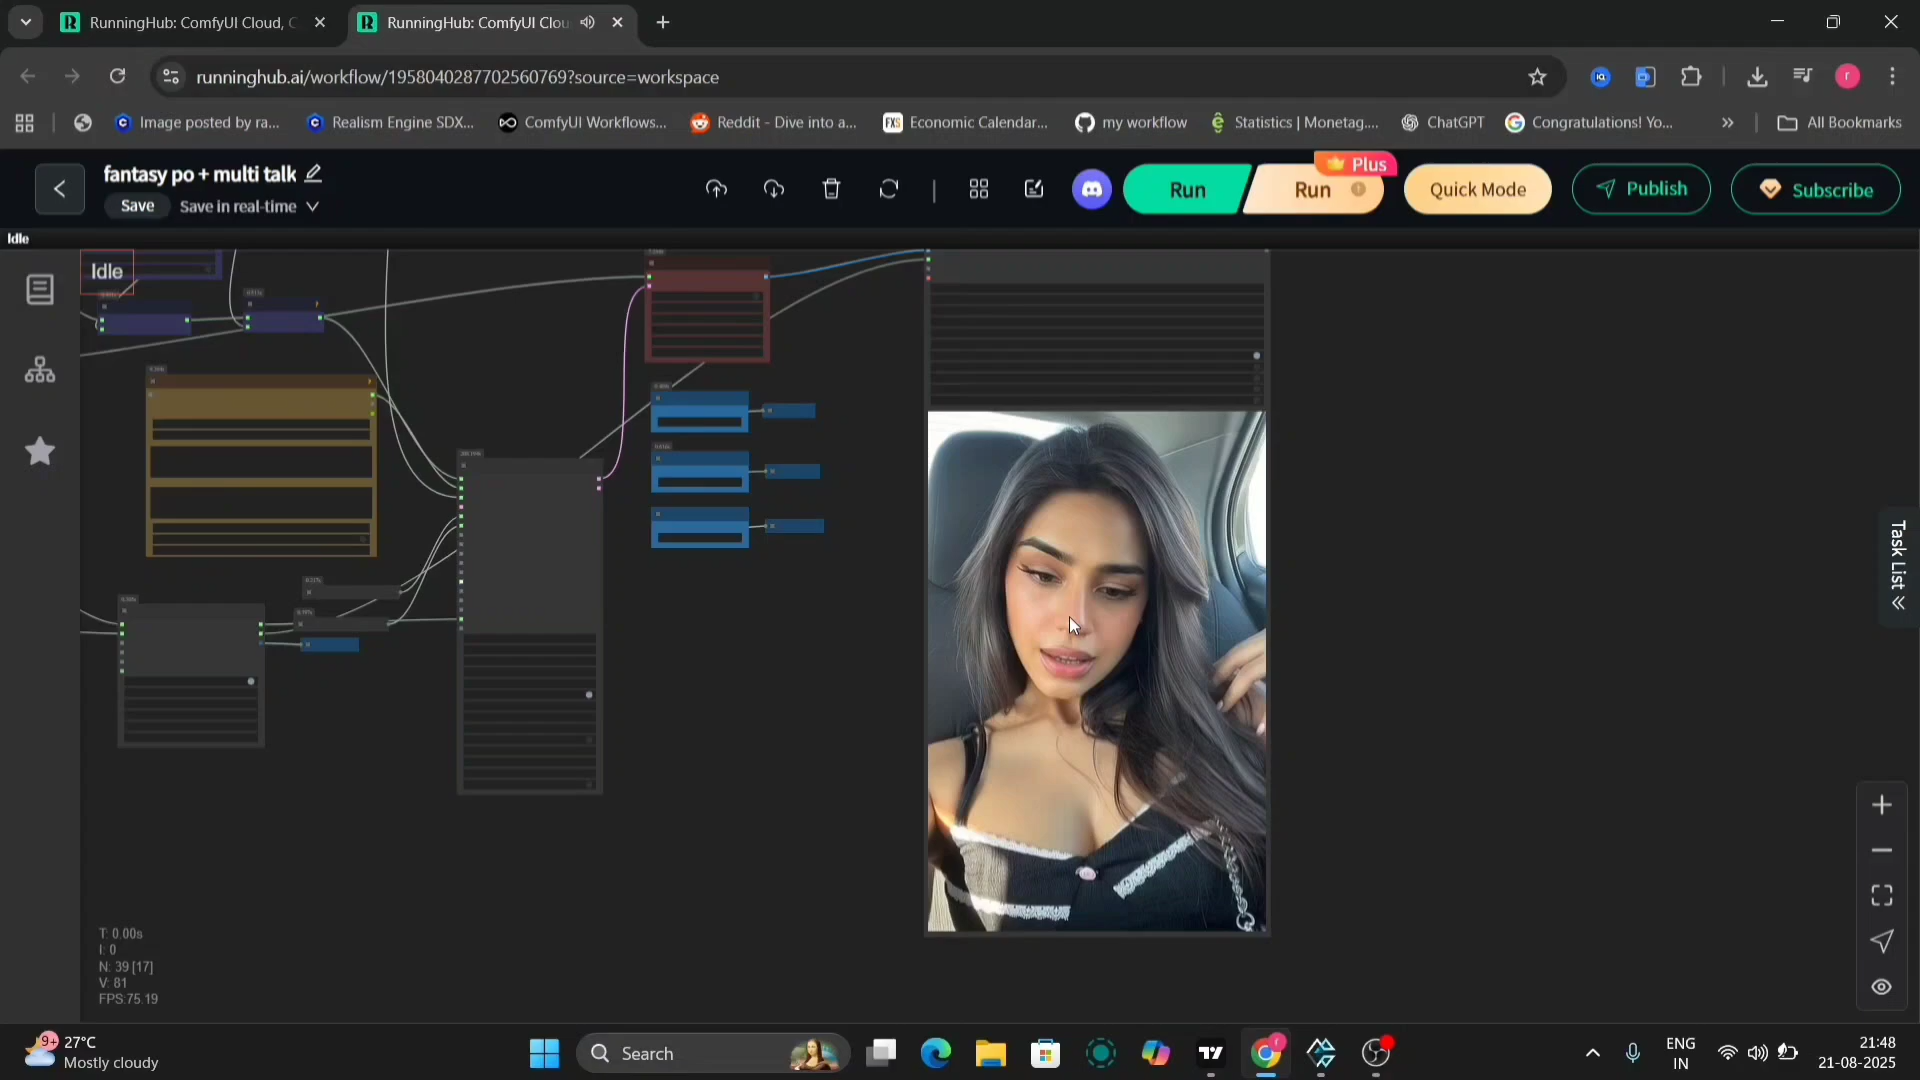 RunningHub: ComfyUI Cloud, C
RunningHub: ComfyUI Clou
runninghub.ai/workflow/1958040287702560769?source=workspace
Image posted by ra...
Realism Engine SDX...
ComfyUI Workflows...
Reddit - Dive into a...
Economic Calendar...
my workflow
Statistics | Monetag....
ChatGPT
Congratulations! Yo...
All Bookmarks
fantasy po + multi talk
Save
Save in real-time
Run
Run
Plus
Quick Mode
Publish
Subscribe
Idle
Idle
Task List
T: 0.00s
I: 0
N: 39 [17]
V: 81
FPS:75.19
9+
27°C
Mostly cloudy
Search
ENG
IN
21:48
21-08-2025